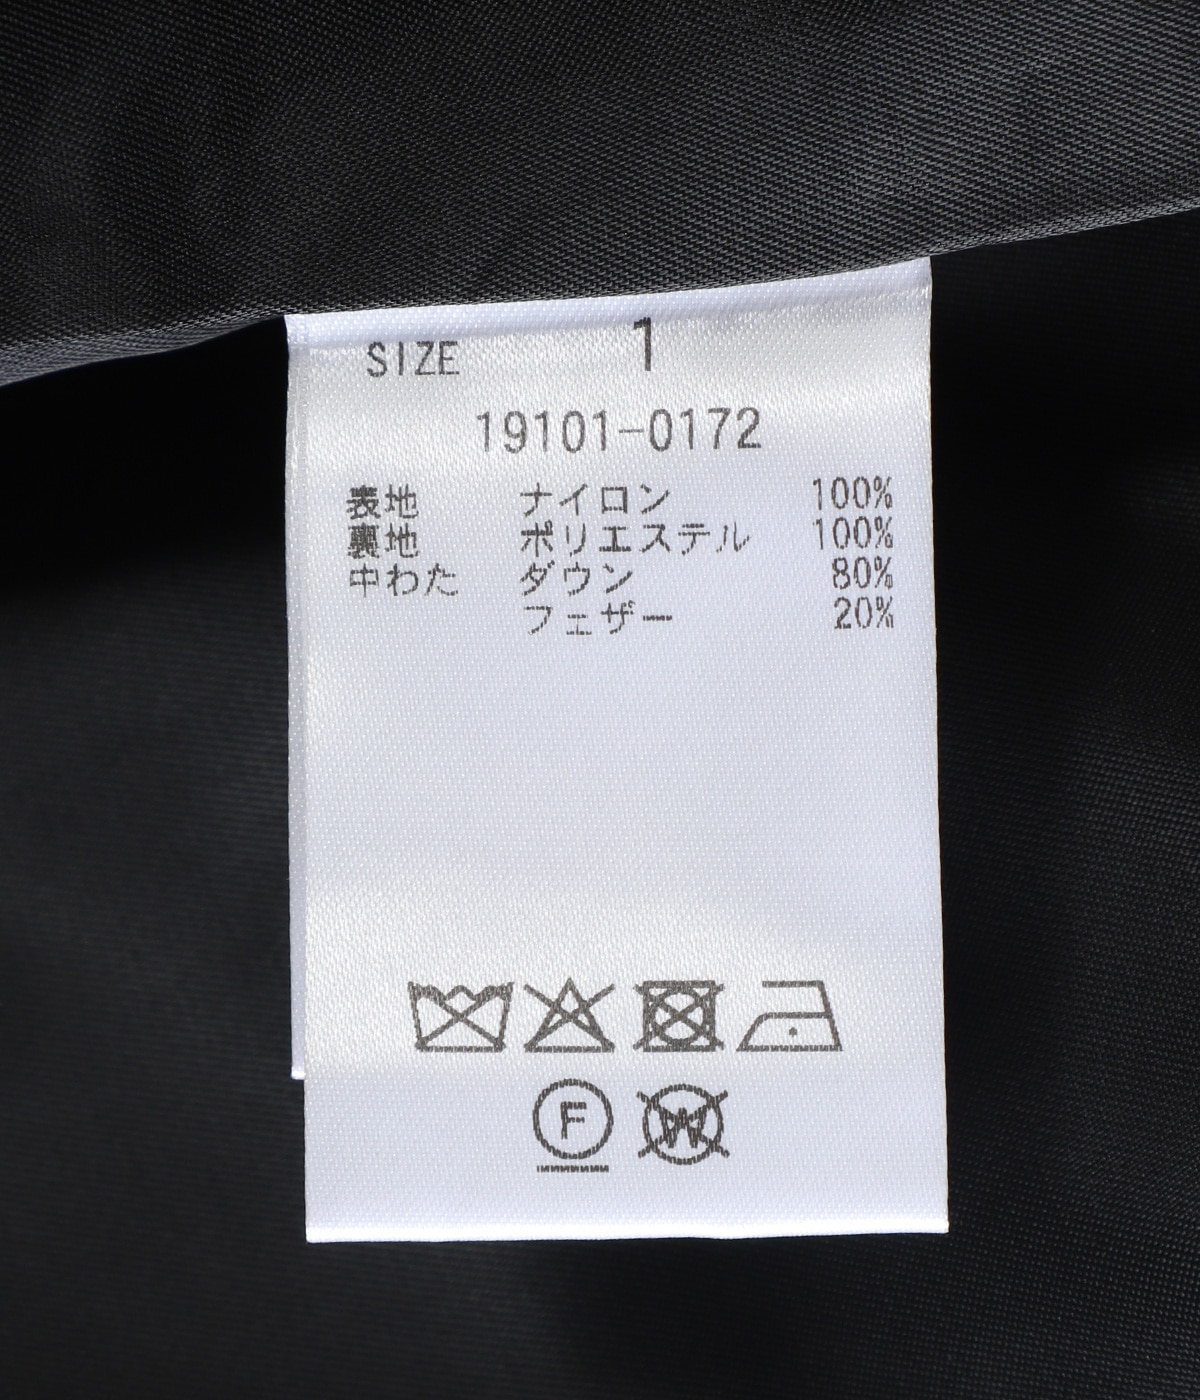 SIZE 1
19101-0172
表地 ナイロン 100%
裏地 ポリエステル 100%
中わた ダウン 80%
フェザー 20%
F W